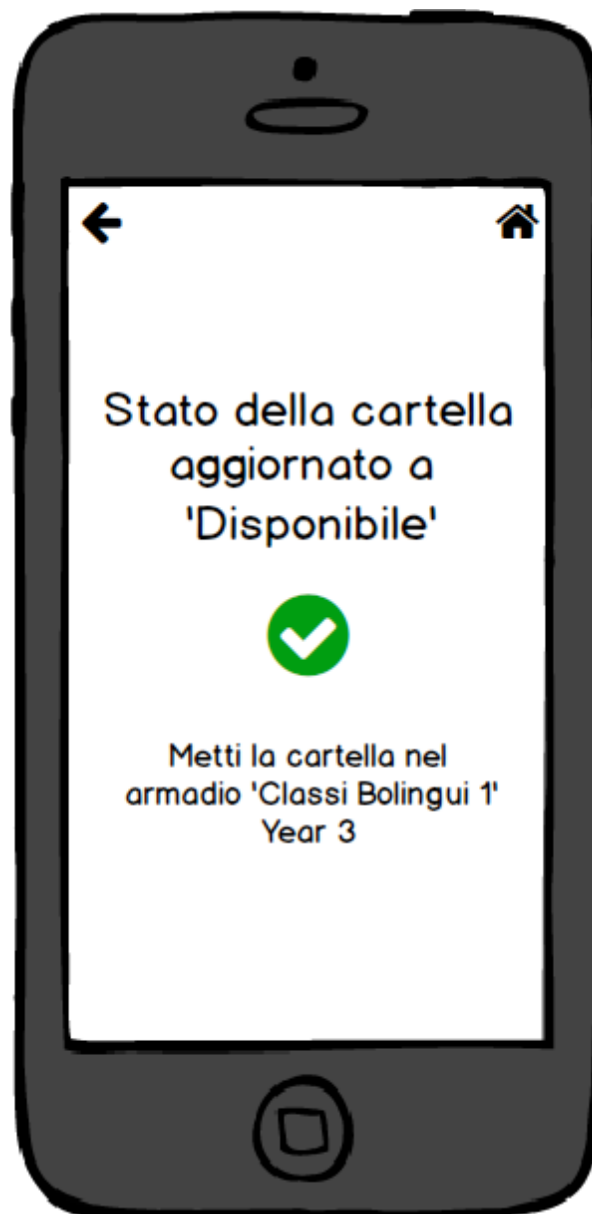 Stato della cartella
aggiornato a
'Disponibile'
Metti la cartella nel
armadio 'Classi Bolingui 1'
Year 3